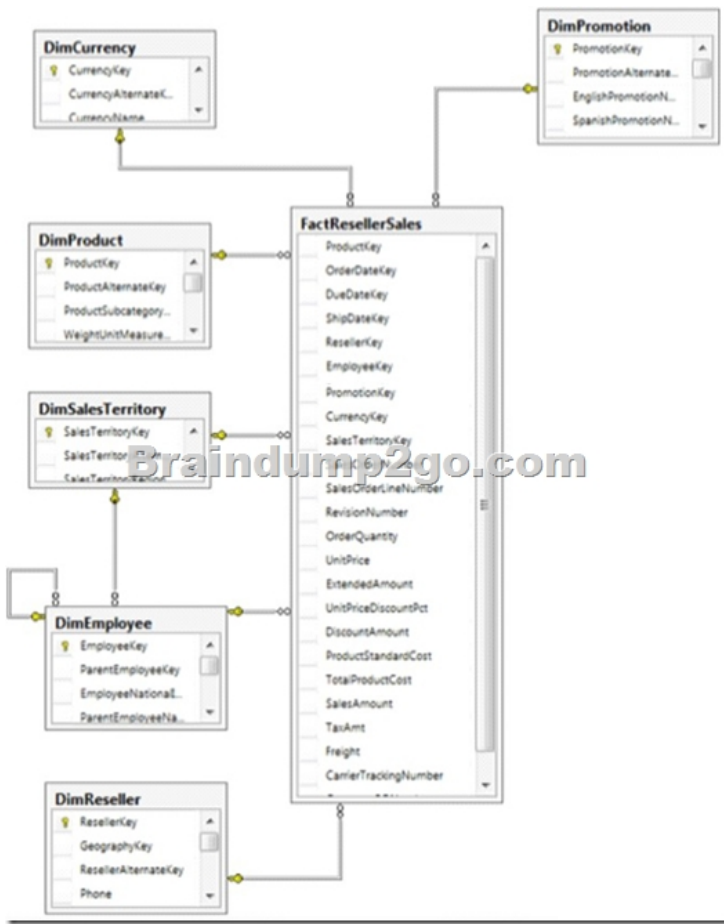 DimCurrency
CurrencyKey
CurrencyAlternateK...
CurrencyName
DimPromotion
PromotionKey
PromotionAlternate...
EnglishPromotionN...
SpanishPromotionN...
DimProduct
ProductKey
ProductAlternateKey
ProductSubcategory...
WeightUnitMeasure...
DimSalesTerritory
SalesTerritoryKey
FactResellerSales
ProductKey
OrderDateKey
DueDateKey
ShipDateKey
ResellerKey
EmployeeKey
PromotionKey
CurrencyKey
SalesTerritoryKey
SalesOrderLineNumber
RevisionNumber
OrderQuantity
UnitPrice
ExtendedAmount
UnitPriceDiscountPct
DiscountAmount
ProductStandardCost
TotalProductCost
SalesAmount
TaxAmt
Freight
CarrierTrackingNumber
Braindump2go.com
DimEmployee
EmployeeKey
ParentEmployeeKey
EmployeeNationalI...
ParentEmployeeNa...
DimReseller
ResellerKey
GeographyKey
ResellerAlternateKey
Phone